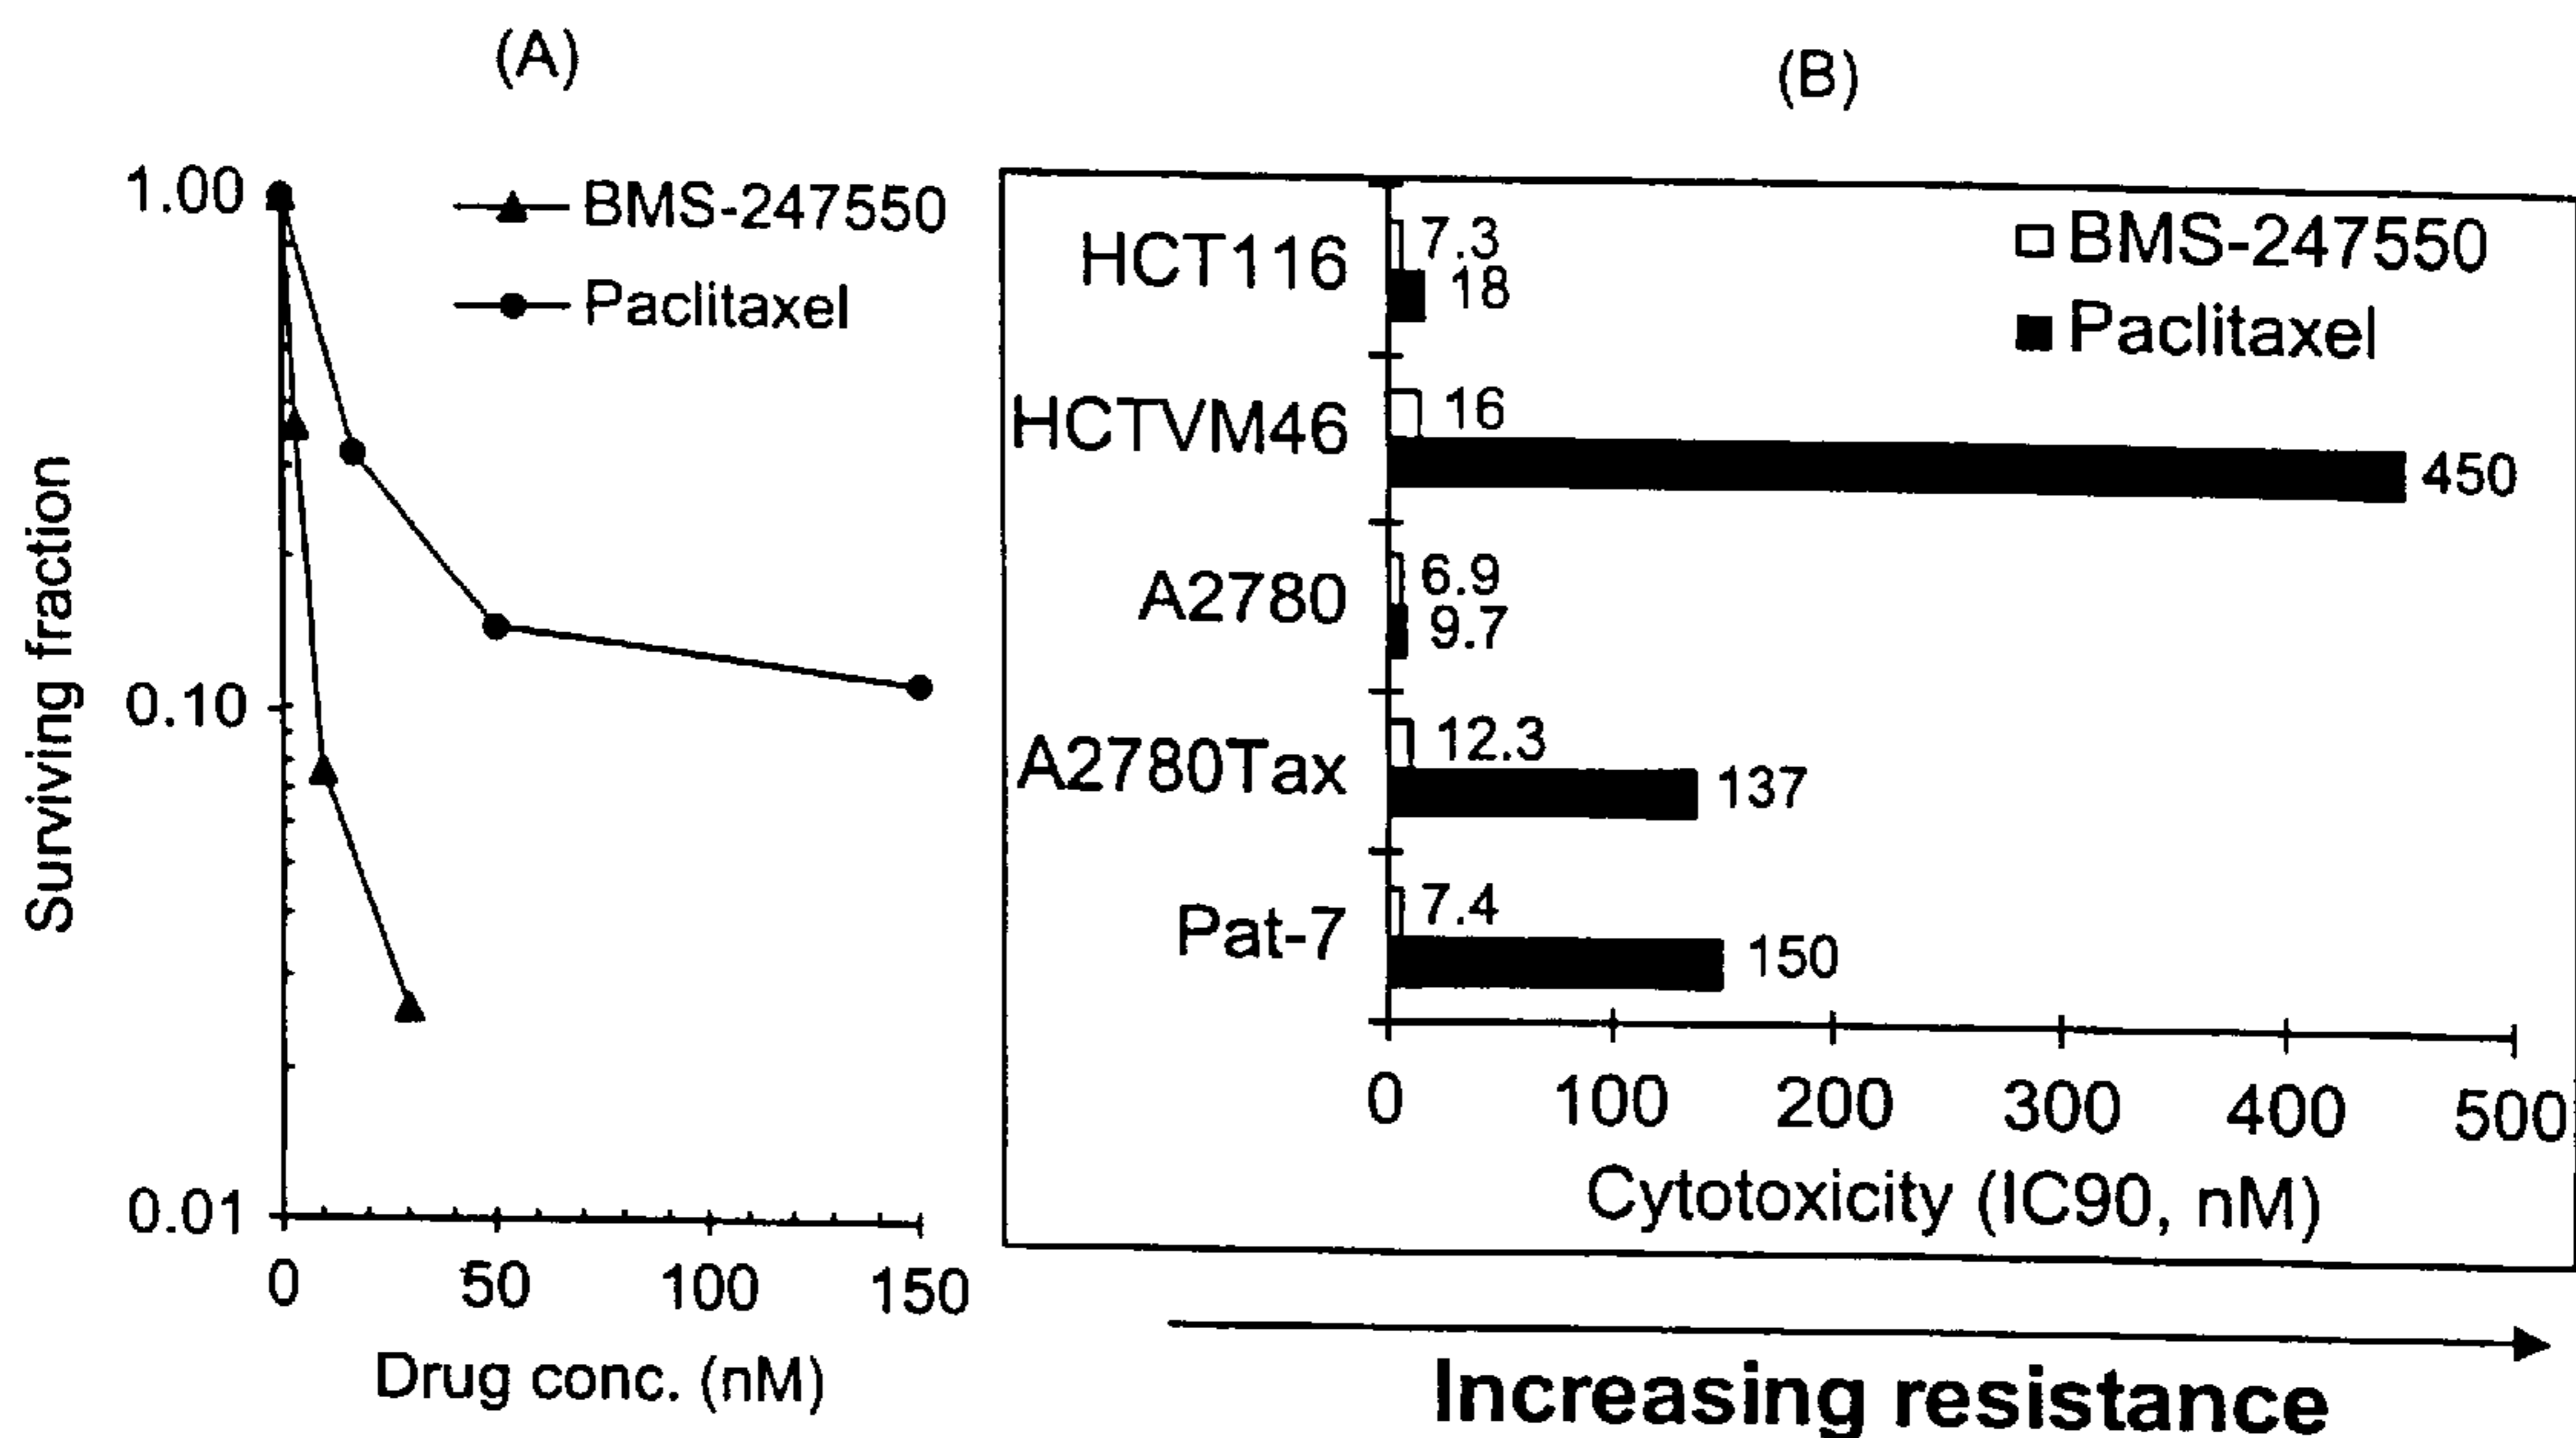 (A)
1.00
BMS-247550
Paclitaxel
Surviving fraction
0.10
0.01
0
50
100
150
Drug conc. (nM)
(B)
BMS-247550
Paclitaxel
HCT116
7.3
18
HCTVM46
16
450
A2780
6.9
9.7
A2780Tax
12.3
137
Pat-7
7.4
150
0
100
200
300
400
500
Cytotoxicity (IC90, nM)
Increasing resistance